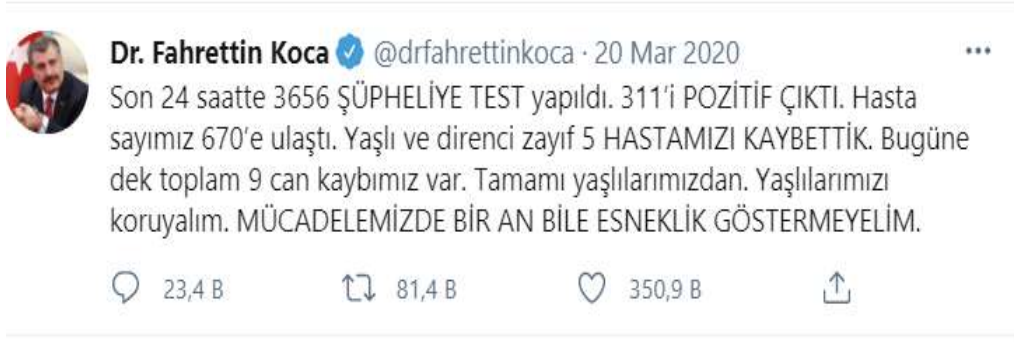 Dr. Fahrettin Koca @drfahrettinkoca · 20 Mar 2020
Son 24 saatte 3656 ŞÜPHELİYE TEST yapıldı. 311'i POZİTİF ÇIKTI. Hasta
sayımız 670'e ulaştı. Yaşlı ve direnci zayıf 5 HASTAMIZI KAYBETTİK. Bugüne
dek toplam 9 can kaybımız var. Tamamı yaşlılarımızdan. Yaşlılarımızı
koruyalım. MÜCADELEMİZDE BİR AN BİLE ESNEKLİK GÖSTERMEYELİM.
23,4 B 81,4 B 350,9 B